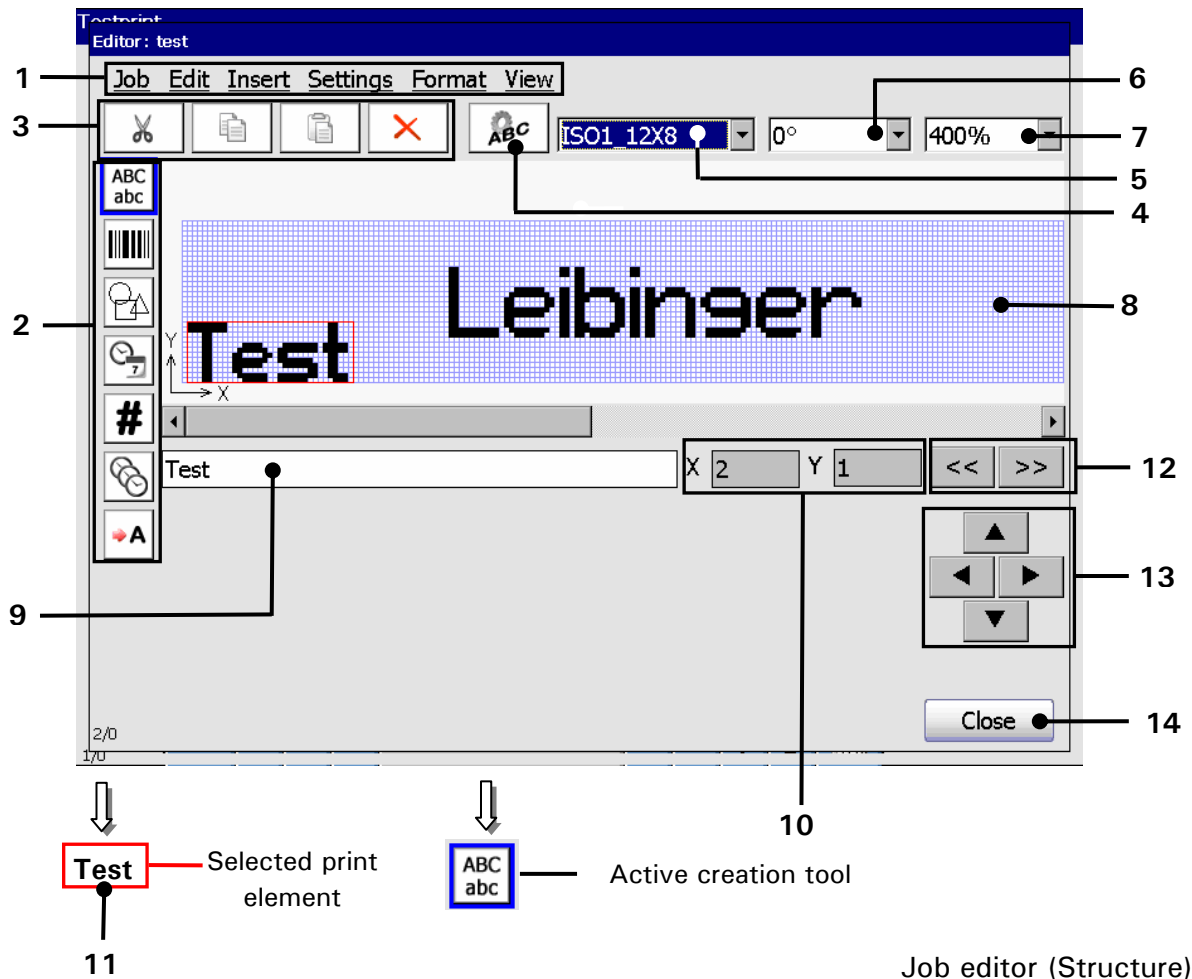 Testprint
Editor: test
1 Job Edit Insert Settings Format View 6
3 ABC ISO1_12X8 0° 400% 7
ABC
abc
5
4
Leibinger
8
2
7
Y
Test
X
#
Test X 2 Y 1 << >> 12
A
13
9
Close 14
2/0
1/0
10
Test
Selected print
element
ABC
abc
Active creation tool
11
Job editor (Structure)